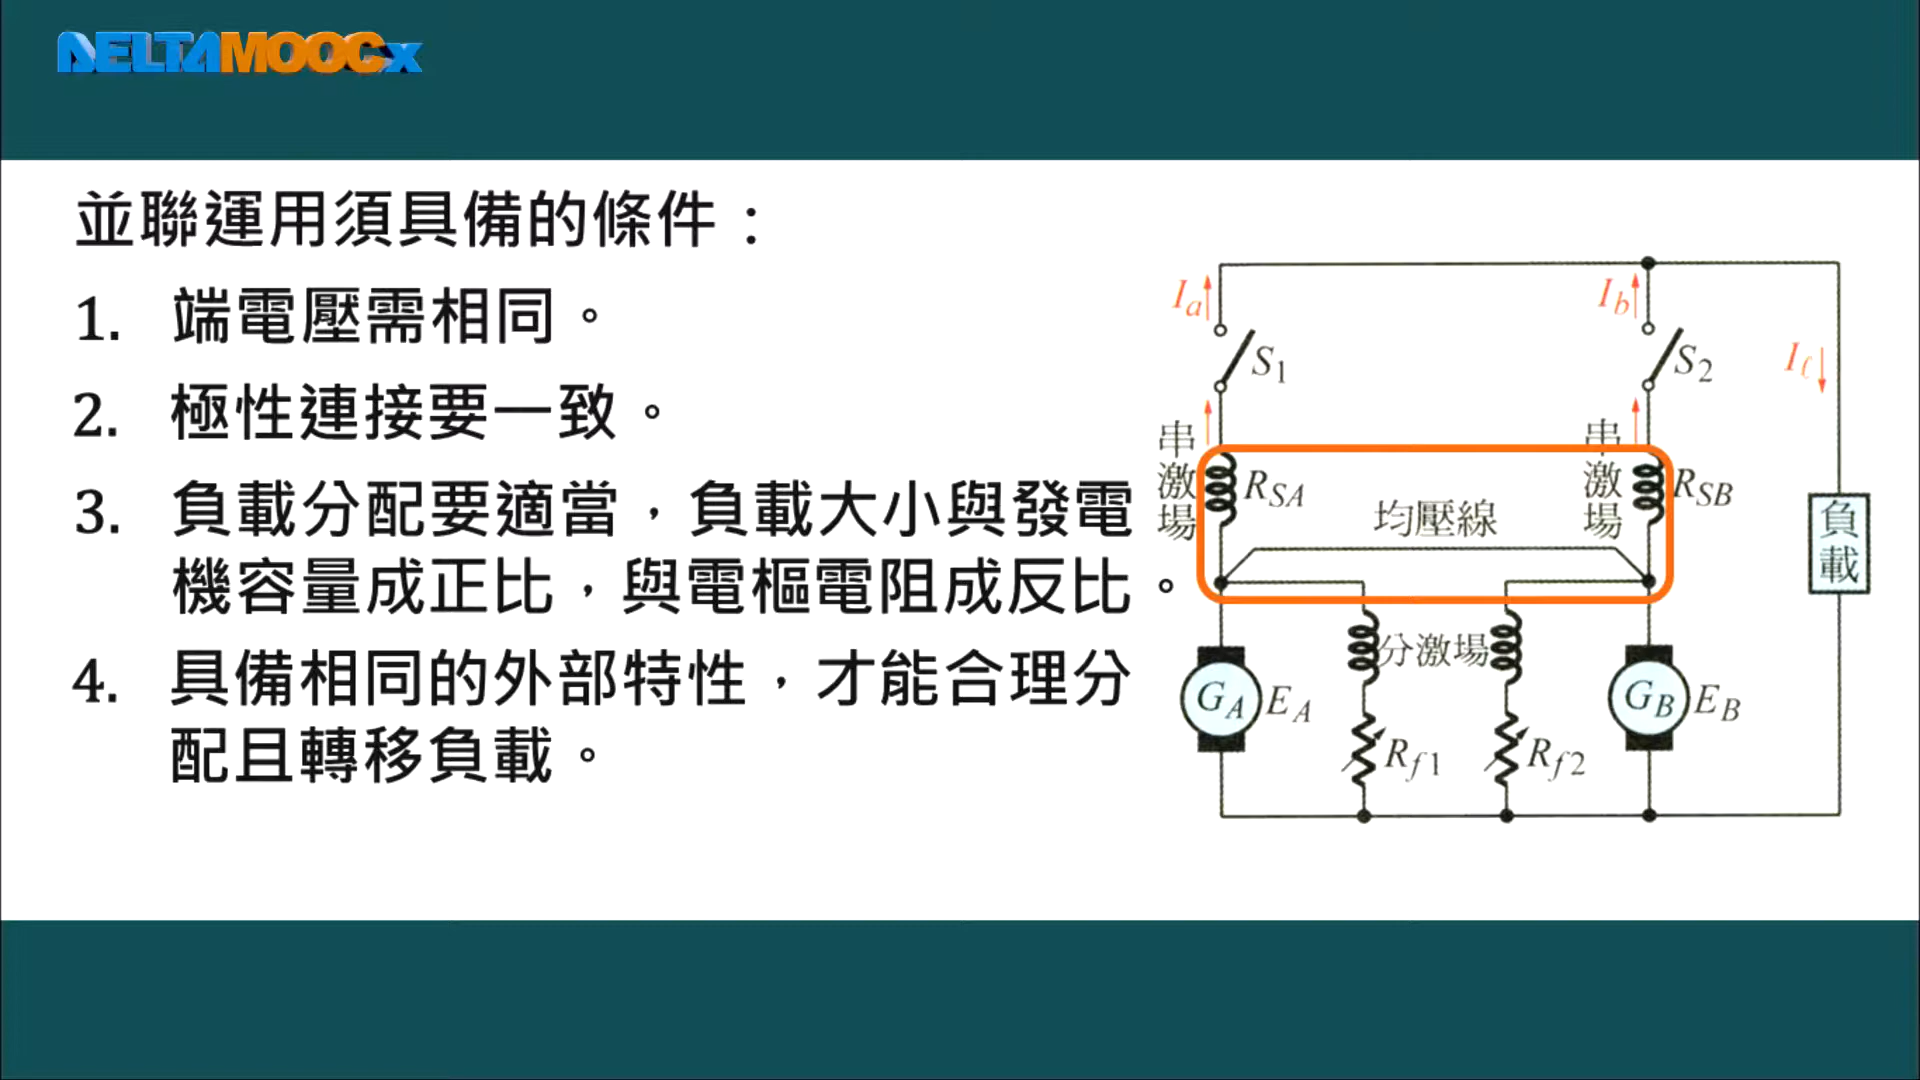 DELTAMOOCx
並聯運用須具備的條件：
1. 端電壓需相同。
2. 極性連接要一致。
3. 負載分配要適當，負載大小與發電
機容量成正比，與電樞電阻成反比。
4. 具備相同的外部特性，才能合理分
配且轉移負載。
Ia
Ib
S1
S2
Iℓ
串激場
RSA
均壓線
串激場
RSB
負載
分激場
GA
EA
Rf1
Rf2
GB
EB